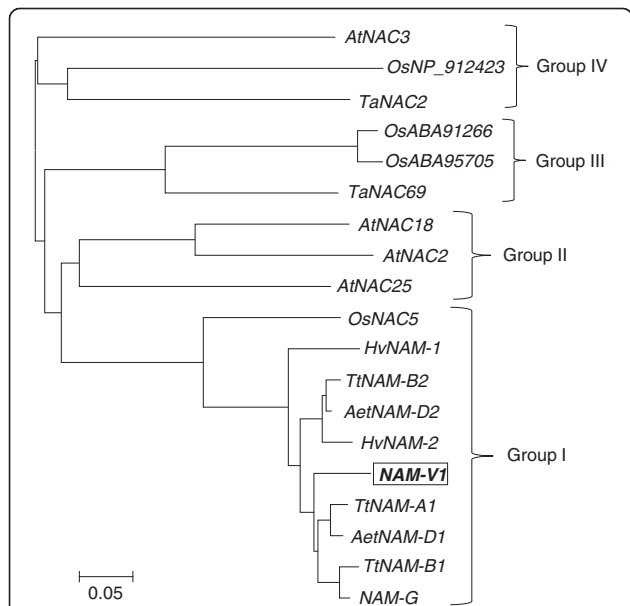 AtNAC3
OsNP_912423
Group IV
TaNAC2
OsABA91266
OsABA95705
Group III
TaNAC69
AtNAC18
AtNAC2
Group II
AtNAC25
OsNAC5
HvNAM-1
TtNAM-B2
AetNAM-D2
HvNAM-2
Group I
NAM-V1
TtNAM-A1
AetNAM-D1
TtNAM-B1
NAM-G
0.05